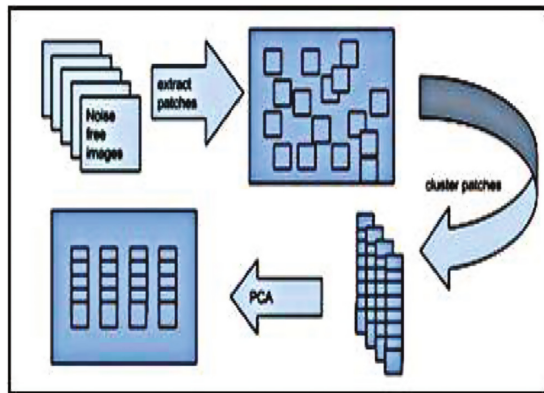 Noise
free
images
extract
patches
cluster patches
PCA